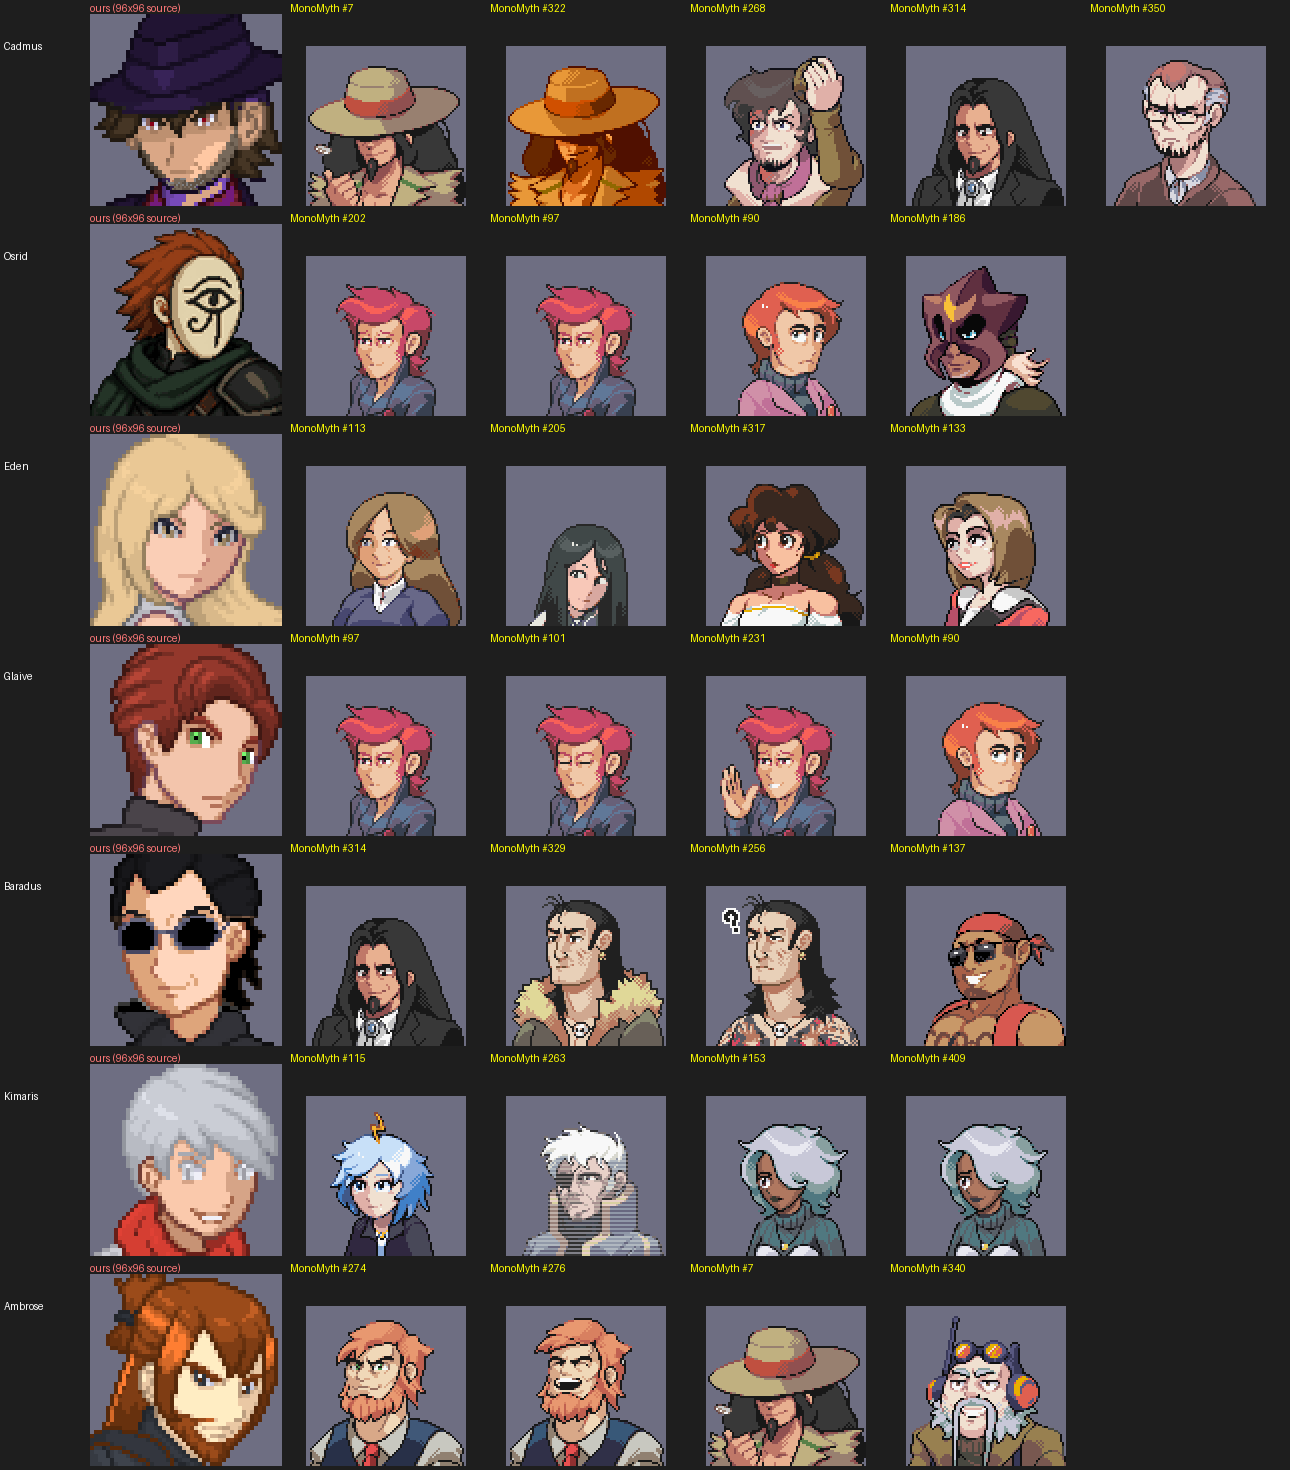 ours (96x96 source) MonoMyth #7 MonoMyth #322 MonoMyth #268 MonoMyth #314 MonoMyth #350
Cadmus
ours (96x96 source) MonoMyth #202 MonoMyth #97 MonoMyth #90 MonoMyth #186
Osrid
ours (96x96 source) MonoMyth #113 MonoMyth #205 MonoMyth #317 MonoMyth #133
Eden
ours (96x96 source) MonoMyth #97 MonoMyth #101 MonoMyth #231 MonoMyth #90
Glaive
ours (96x96 source) MonoMyth #314 MonoMyth #329 MonoMyth #256 MonoMyth #137
Baradus
?
ours (96x96 source) MonoMyth #115 MonoMyth #263 MonoMyth #153 MonoMyth #409
Kimaris
ours (96x96 source) MonoMyth #274 MonoMyth #276 MonoMyth #7 MonoMyth #340
Ambrose